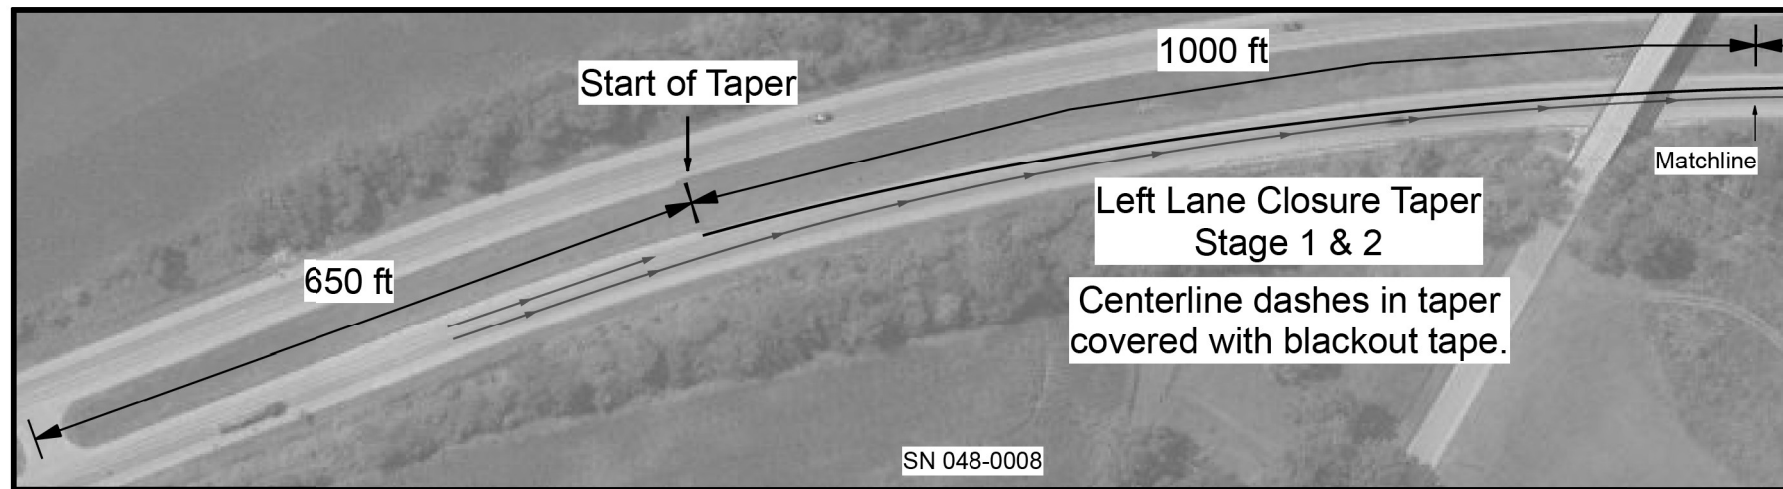 1000 ft
Start of Taper
Matchline
Left Lane Closure Taper
Stage 1 & 2
650 ft
Centerline dashes in taper
covered with blackout tape.
SN 048-0008